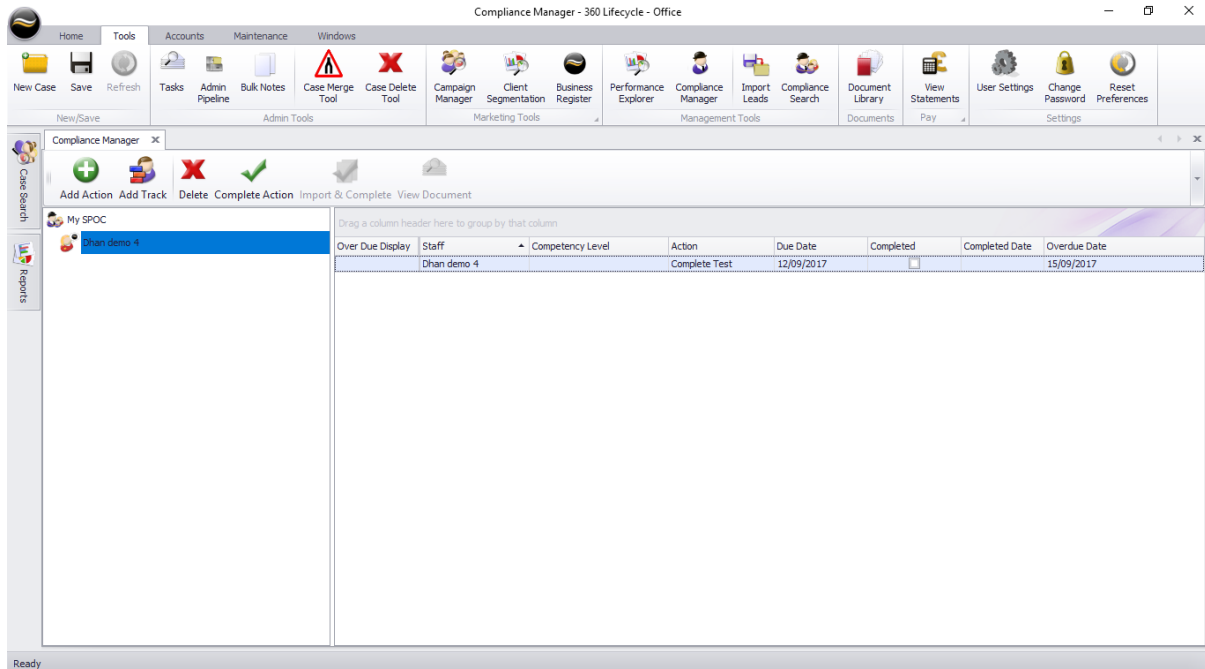 Compliance Manager - 360 Lifecycle - Office
Home Tools Accounts Maintenance Windows
New Case Save Refresh Tasks Admin Pipeline Bulk Notes Case Merge Tool Case Delete Tool Campaign Manager Client Segmentation Business Register Performance Explorer Compliance Manager Import Leads Compliance Search Document Library View Statements User Settings Change Password Reset Preferences
New/Save Admin Tools Marketing Tools Management Tools Documents Pay Settings
Compliance Manager
Case Search
Reports
Add Action Add Track Delete Complete Action Import & Complete View Document
My SPOC
Dhan demo 4
Drag a column header here to group by that column
Over Due Display Staff Competency Level Action Due Date Completed Completed Date Overdue Date
Dhan demo 4 Complete Test 12/09/2017 15/09/2017
Ready